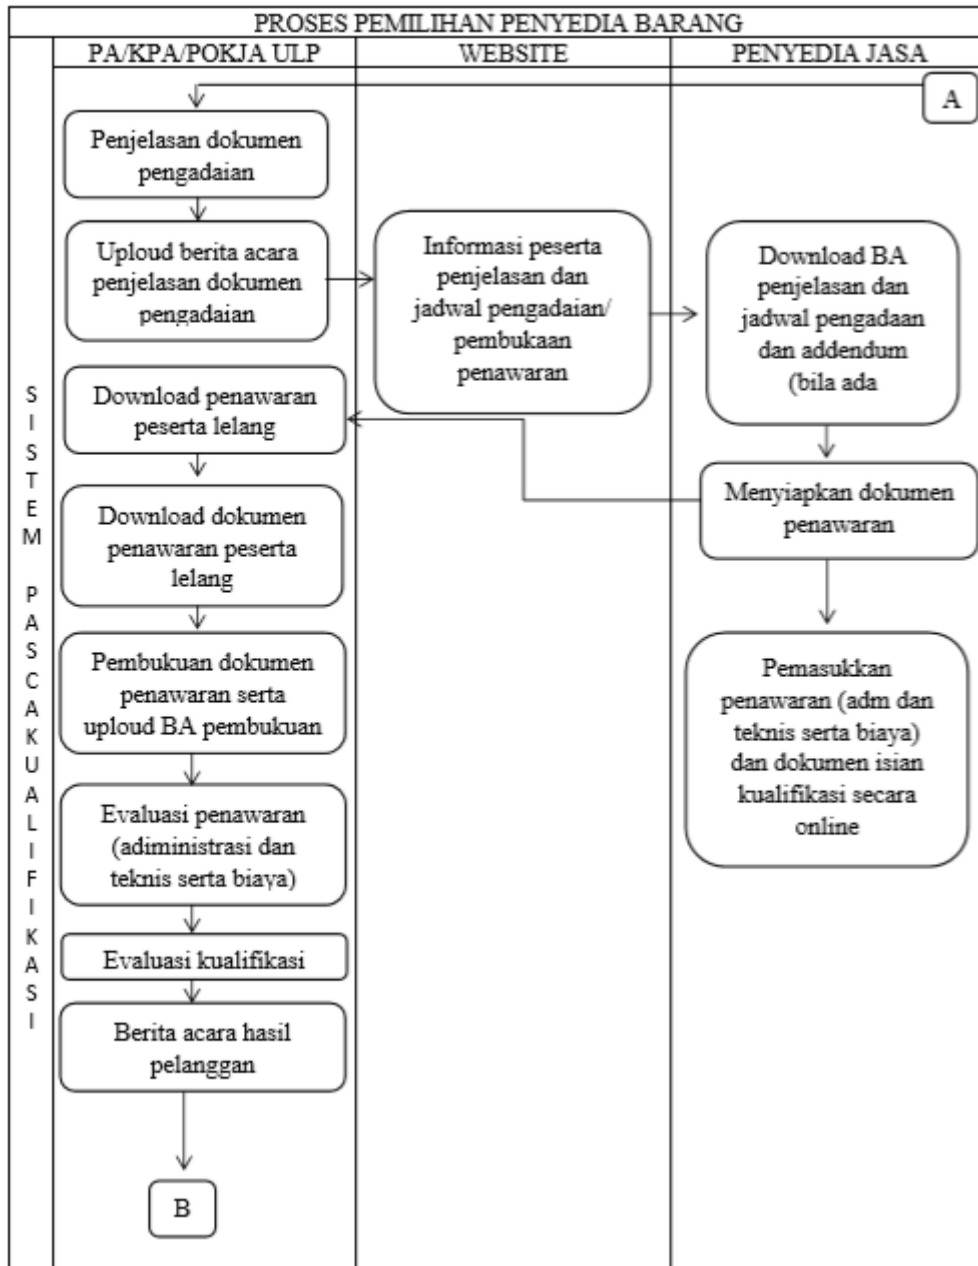 PROSES PEMILIHAN PENYEDIA BARANG
PA/KPA/POKJA ULP
WEBSITE
PENYEDIA JASA
A
Penjelasan dokumen
pengadaian
Uploud berita acara
penjelasan dokumen
pengadaian
Informasi peserta
penjelasan dan
jadwal pengadaian/
pembukaan
penawaran
Download BA
penjelasan dan
jadwal pengadaan
dan addendum
(bila ada
Download penawaran
peserta lelang
Menyiapkan dokumen
penawaran
Download dokumen
penawaran peserta
lelang
Pembukuan dokumen
penawaran serta
upload BA pembukuan
Pemasukkan
penawaran (adm dan
teknis serta biaya)
dan dokumen isian
kualifikasi secara
online
Evaluasi penawaran
(adiministrasi dan
teknis serta biaya)
Evaluasi kualifikasi
Berita acara hasil
pelanggan
B
SISTEM PASCAKUALIFIKASI